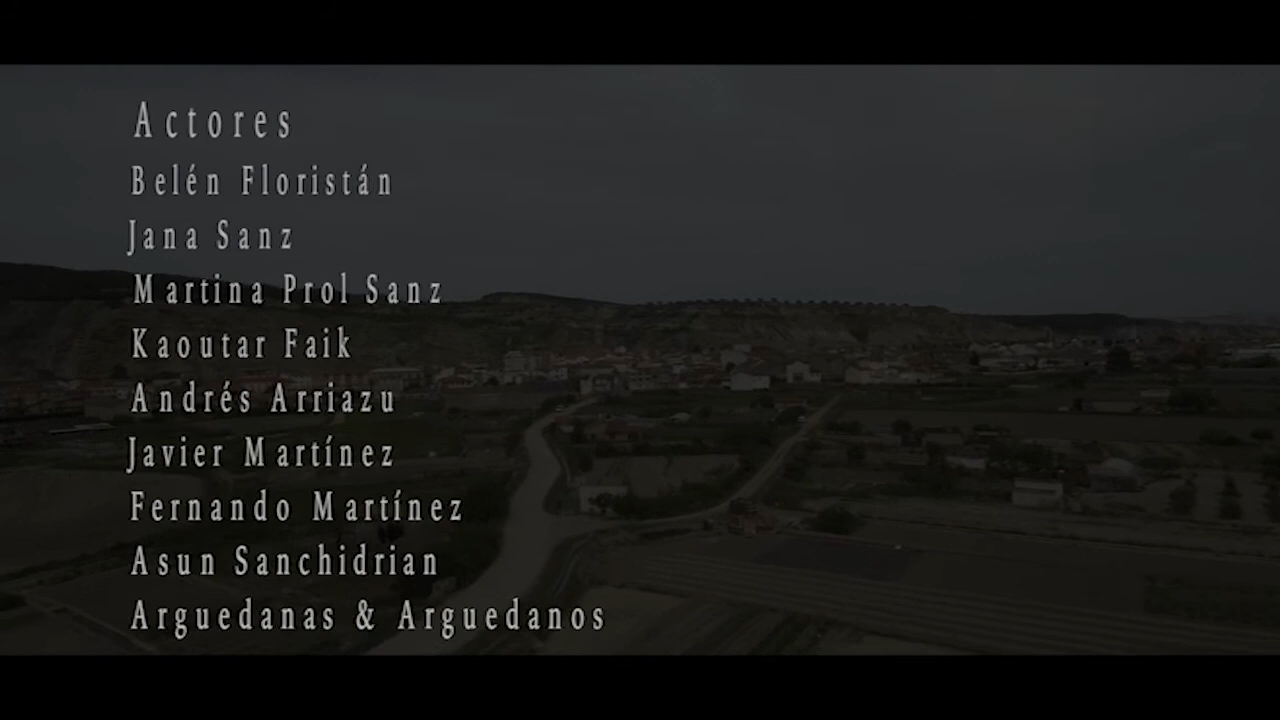 Actores
Belén Floristán
Jana Sanz
Martina Prol Sanz
Kaoutar Faik
Andrés Arriazu
Javier Martínez
Fernando Martínez
Asun Sanchidrian
Arguedanas & Arguedanos